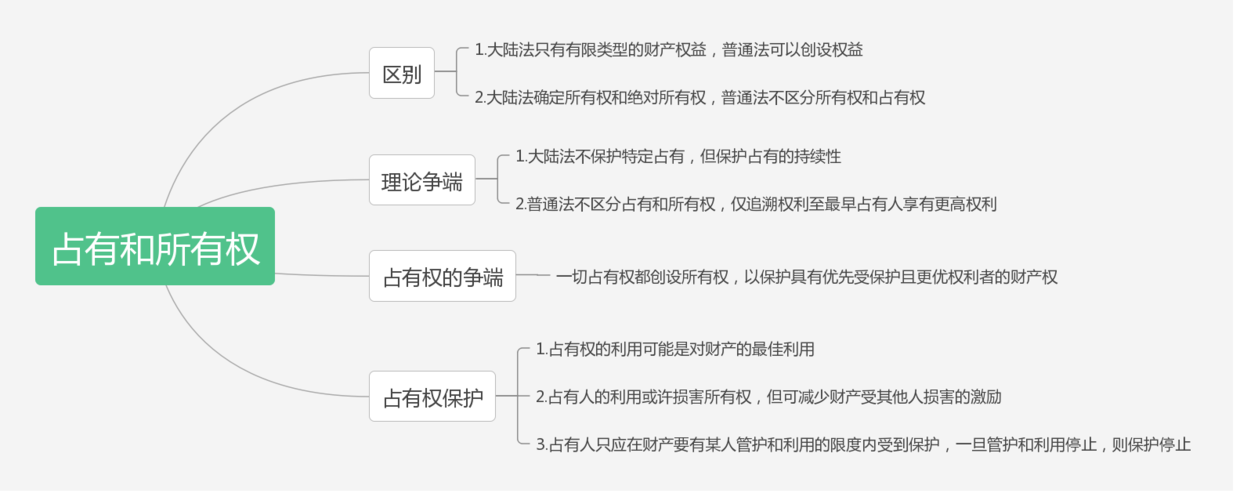 占有和所有权
区别
1.大陆法只有有限类型的财产权益，普通法可以创设权益
2.大陆法确定所有权和绝对所有权，普通法不区分所有权和占有权
理论争端
1.大陆法不保护特定占有，但保护占有的持续性
2.普通法不区分占有和所有权，仅追溯权利至最早占有人享有更高权利
占有权的争端
一切占有权都创设所有权，以保护具有优先受保护且更优权利者的财产权
占有权保护
1.占有权的利用可能是对财产的最佳利用
2.占有人的利用或许损害所有权，但可减少财产受其他人损害的激励
3.占有人只应在财产要有某人管护和利用的限度内受到保护，一旦管护和利用停止，则保护停止